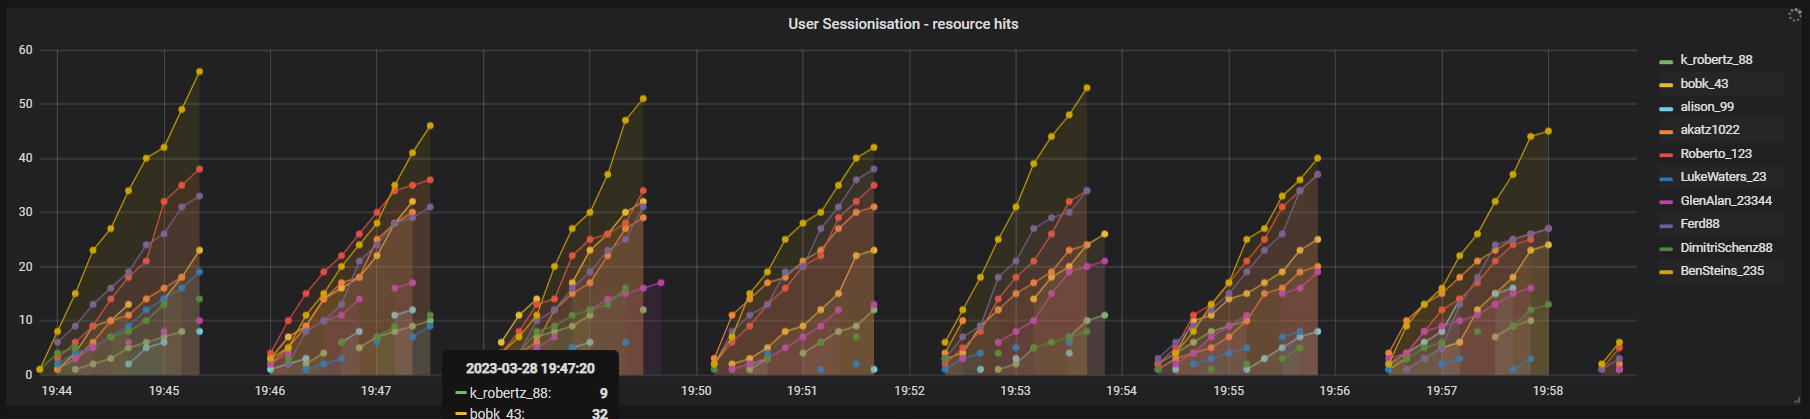 User Sessionisation - resource hits
60
50
40
30
20
10
0
19:44 19:45 19:46 19:47 19:50 19:51 19:52 19:53 19:54 19:55 19:56 19:57 19:58
k_robertz_88
bobk_43
alison_99
akatz1022
Roberto_123
LukeWaters_23
GlenAlan_23344
Ferd88
DimitriSchenz88
BenSteins_235
2023-03-28 19:47:20
k_robertz_88: 9
bobk_43: 32